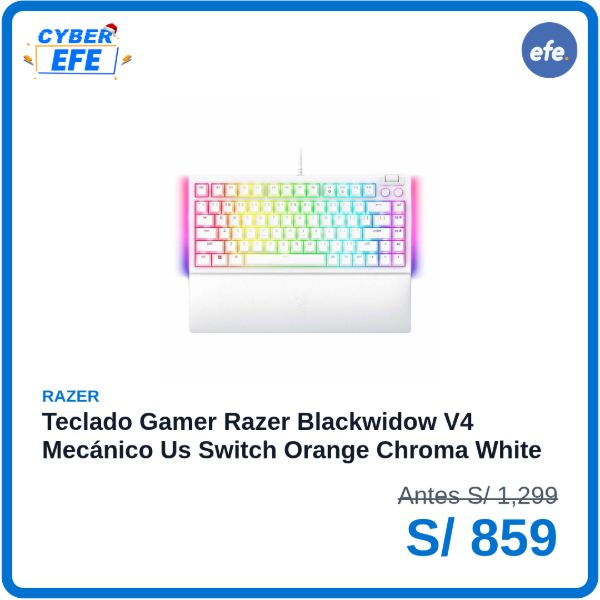 CYBER
EFE
efe.
RAZER
Teclado Gamer Razer Blackwidow V4
Mecánico Us Switch Orange Chroma White
Antes S/ 1,299
S/ 859